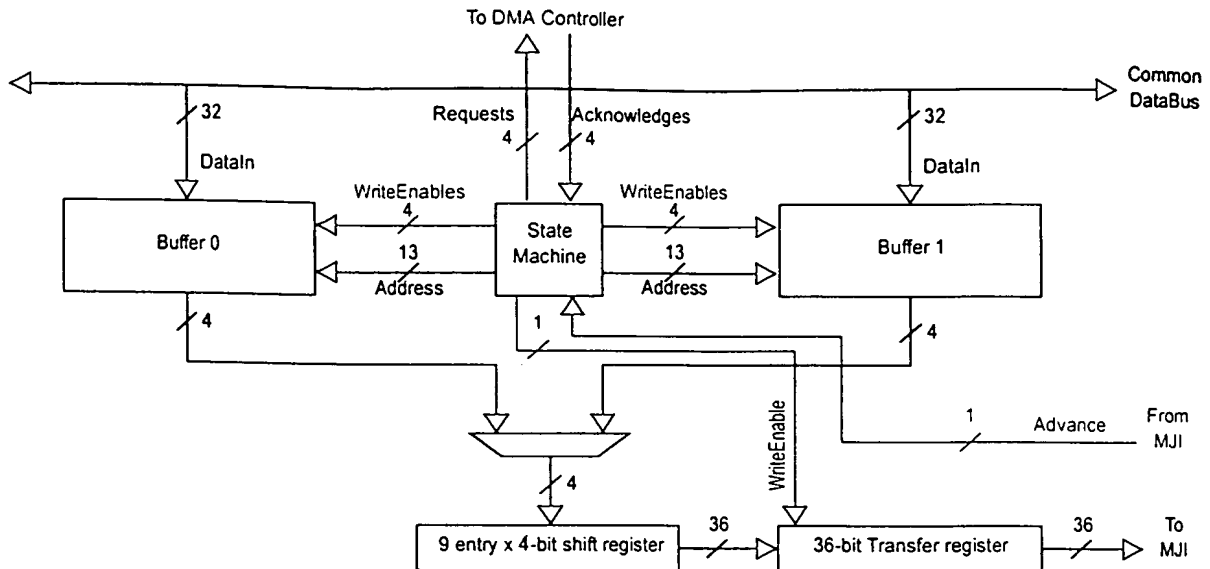 To DMA Controller
Common
DataBus
32
Requests
4
Acknowledges
4
32
DataIn
DataIn
WriteEnables
4
WriteEnables
4
Buffer 0
State
Machine
Buffer 1
13
Address
13
Address
4
1
4
1
Advance
From
MJI
WriteEnable
4
9 entry x 4-bit shift register
36
36-bit Transfer register
36
To
MJI